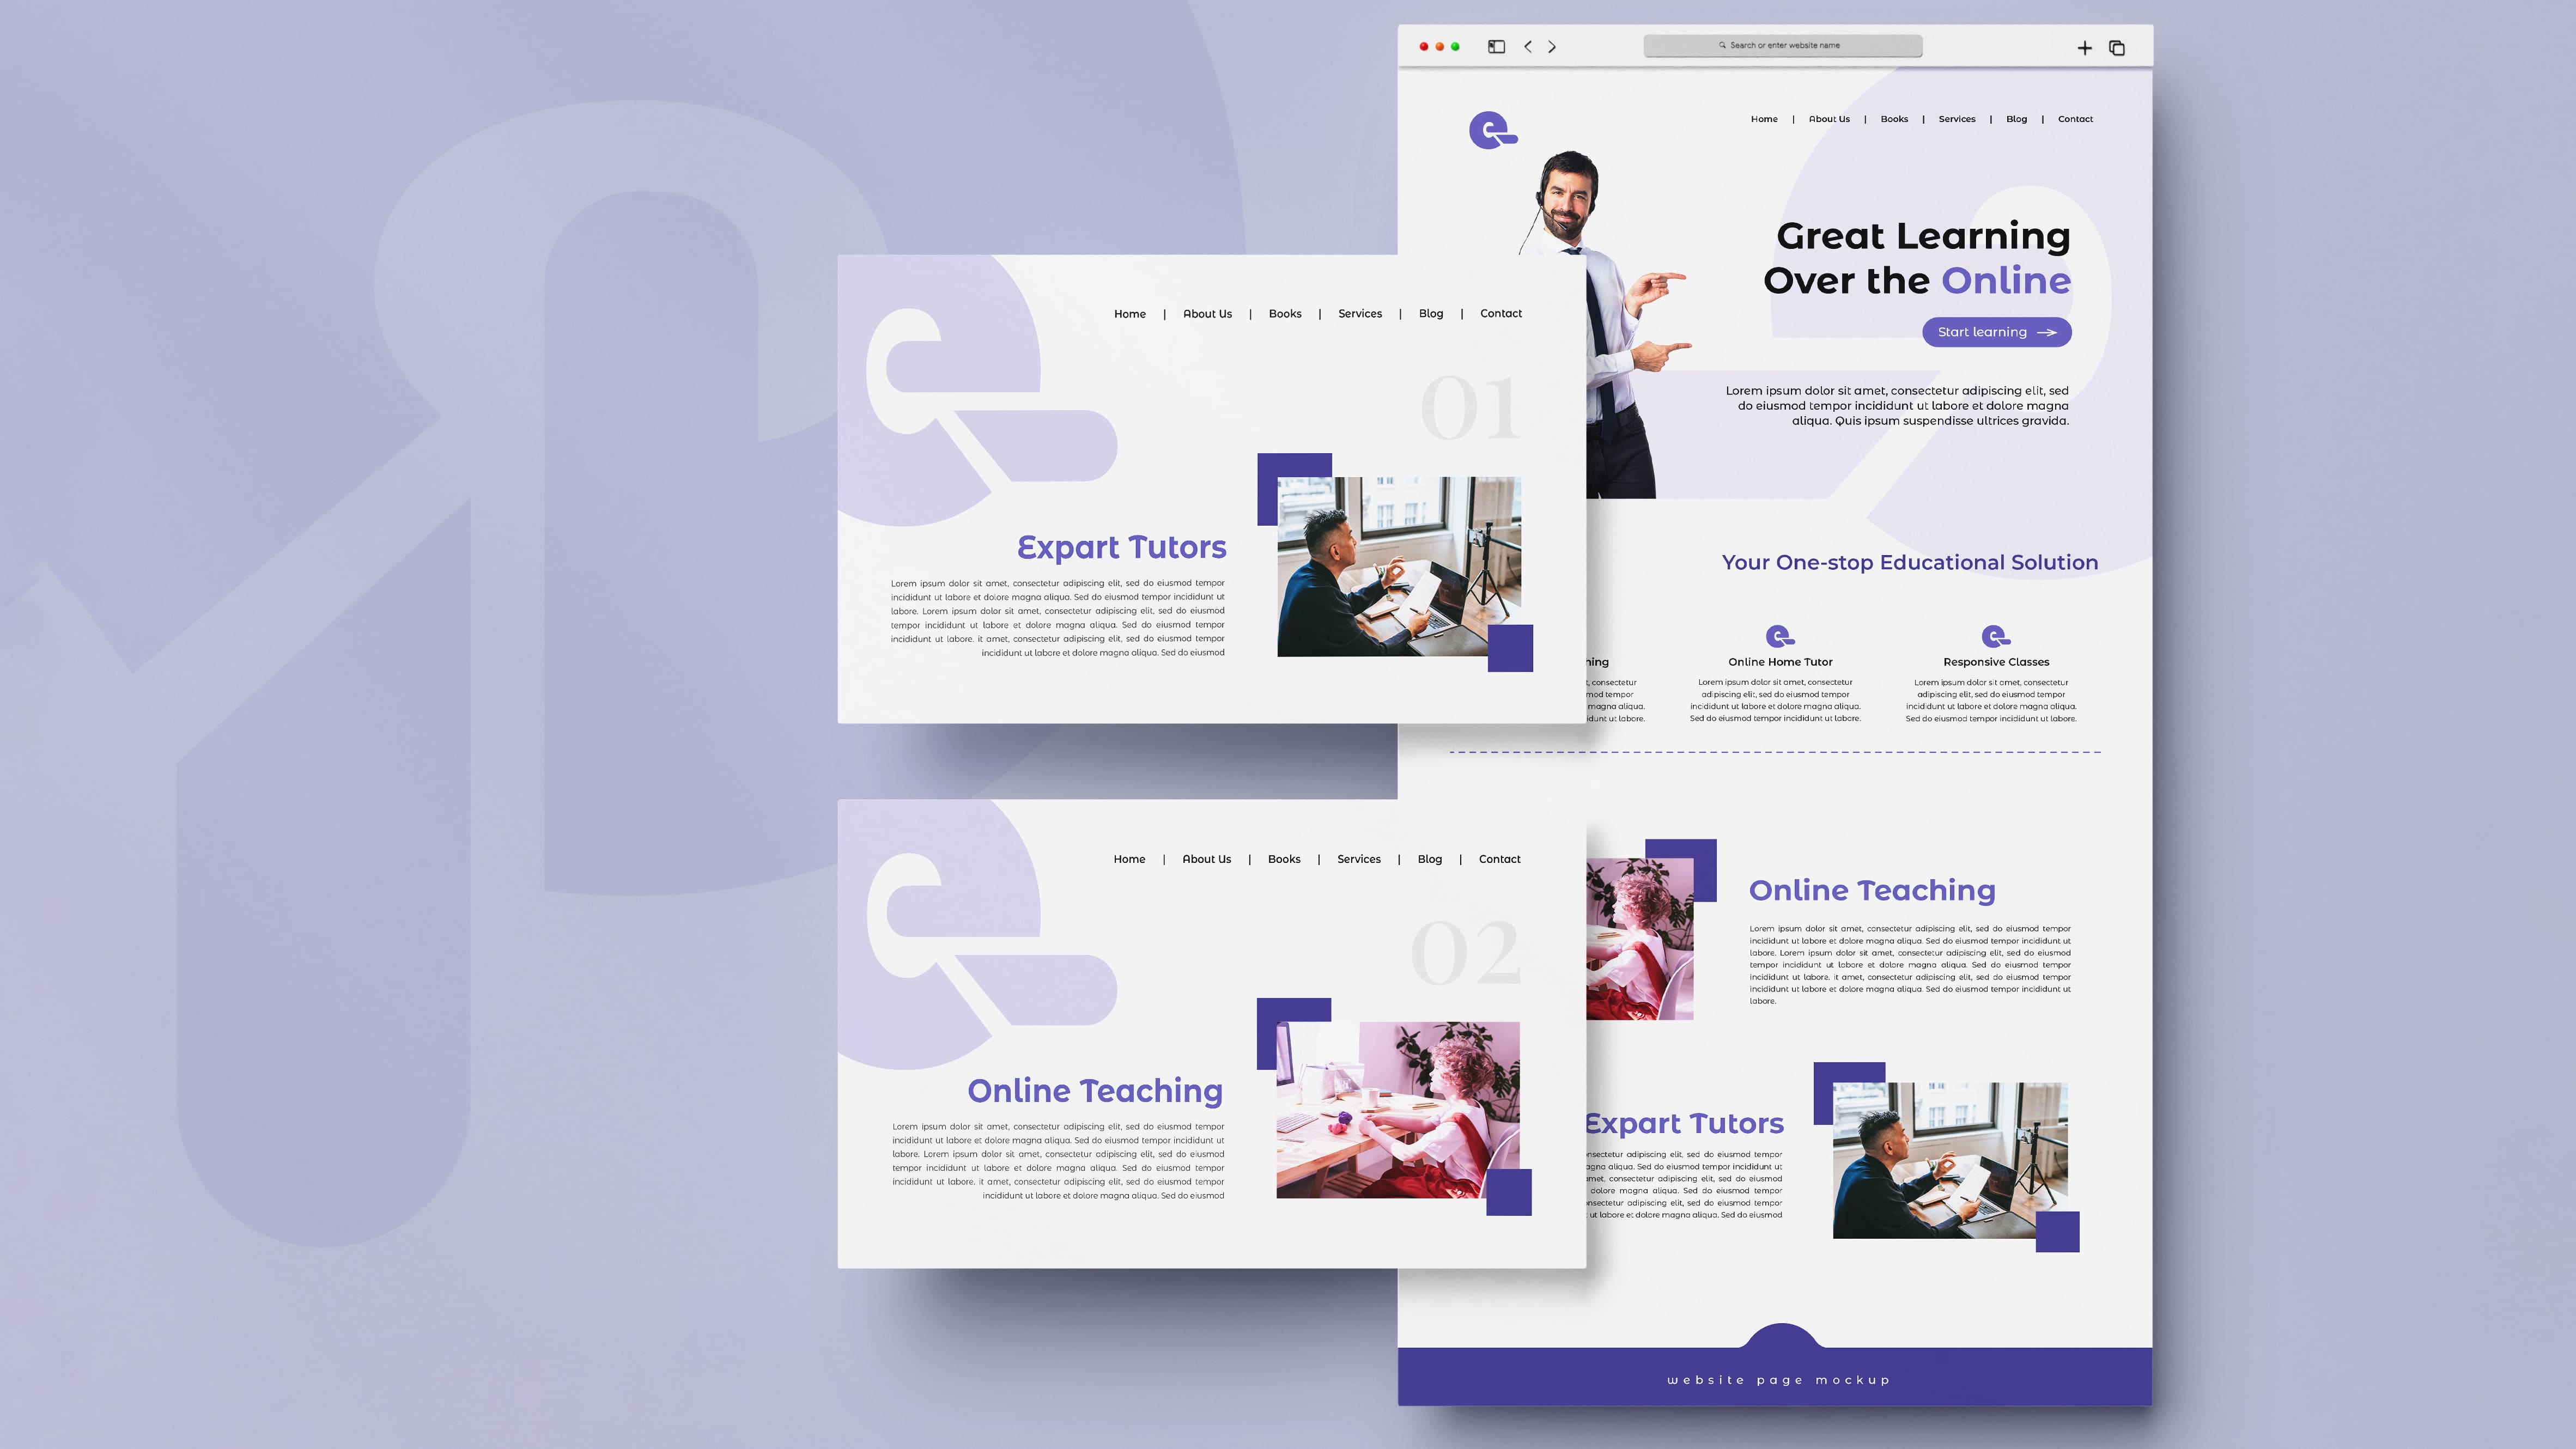 Search or enter website name
Home | About Us | Books | Services | Blog | Contact
Great Learning
Over the Online
Start learning
Lorem ipsum dolor sit amet, consectetur adipiscing elit, sed
do eiusmod tempor incididunt ut labore et dolore magna
aliqua. Quis ipsum suspendisse ultrices gravida.
Home | About Us | Books | Services | Blog | Contact
01
Expart Tutors
Lorem ipsum dolor sit amet, consectetur adipiscing elit, sed do eiusmod tempor
incididunt ut labore et dolore magna aliqua. Sed do eiusmod tempor incididunt ut
labore. Lorem ipsum dolor sit amet, consectetur adipiscing elit, sed do eiusmod
tempor incididunt ut labore et dolore magna aliqua. Sed do eiusmod tempor
incididunt ut labore. it amet, consectetur adipiscing elit, sed do eiusmod tempor
incididunt ut labore et dolore magna aliqua. Sed do eiusmod
Your One-stop Educational Solution
consectetur
tempor
magna aliqua.
ut labore.
Online Home Tutor
Lorem ipsum dolor sit amet, consectetur
adipiscing elit, sed do eiusmod tempor
incididunt ut labore et dolore magna aliqua.
Sed do eiusmod tempor incididunt ut labore.
Responsive Classes
Lorem ipsum dolor sit amet, consectetur
adipiscing elit, sed do eiusmod tempor
incididunt ut labore et dolore magna aliqua.
Sed do eiusmod tempor incididunt ut labore.
Home | About Us | Books | Services | Blog | Contact
02
Online Teaching
Lorem ipsum dolor sit amet, consectetur adipiscing elit, sed do eiusmod tempor
incididunt ut labore et dolore magna aliqua. Sed do eiusmod tempor incididunt ut
labore. Lorem ipsum dolor sit amet, consectetur adipiscing elit, sed do eiusmod
tempor incididunt ut labore et dolore magna aliqua. Sed do eiusmod tempor
incididunt ut labore. it amet, consectetur adipiscing elit, sed do eiusmod tempor
incididunt ut labore et dolore magna aliqua. Sed do eiusmod
Online Teaching
Lorem ipsum dolor sit amet, consectetur adipiscing elit, sed do eiusmod tempor
incididunt ut labore et dolore magna aliqua. Sed do eiusmod tempor incididunt ut
labore. Lorem ipsum dolor sit amet, consectetur adipiscing elit, sed do eiusmod
tempor incididunt ut labore et dolore magna aliqua. Sed do eiusmod tempor
incididunt ut labore. it amet, consectetur adipiscing elit, sed do eiusmod tempor
incididunt ut labore et dolore magna aliqua. Sed do eiusmod tempor incididunt ut
labore.
Expart Tutors
adipiscing elit, sed do eiusmod tempor
aliqua. Sed do eiusmod tempor incididunt ut
consectetur adipiscing elit, sed do eiusmod
dolore magna aliqua. Sed do eiusmod tempor
adipiscing elit, sed do eiusmod tempor
ut labore et dolore magna aliqua. Sed do eiusmod
website page mockup